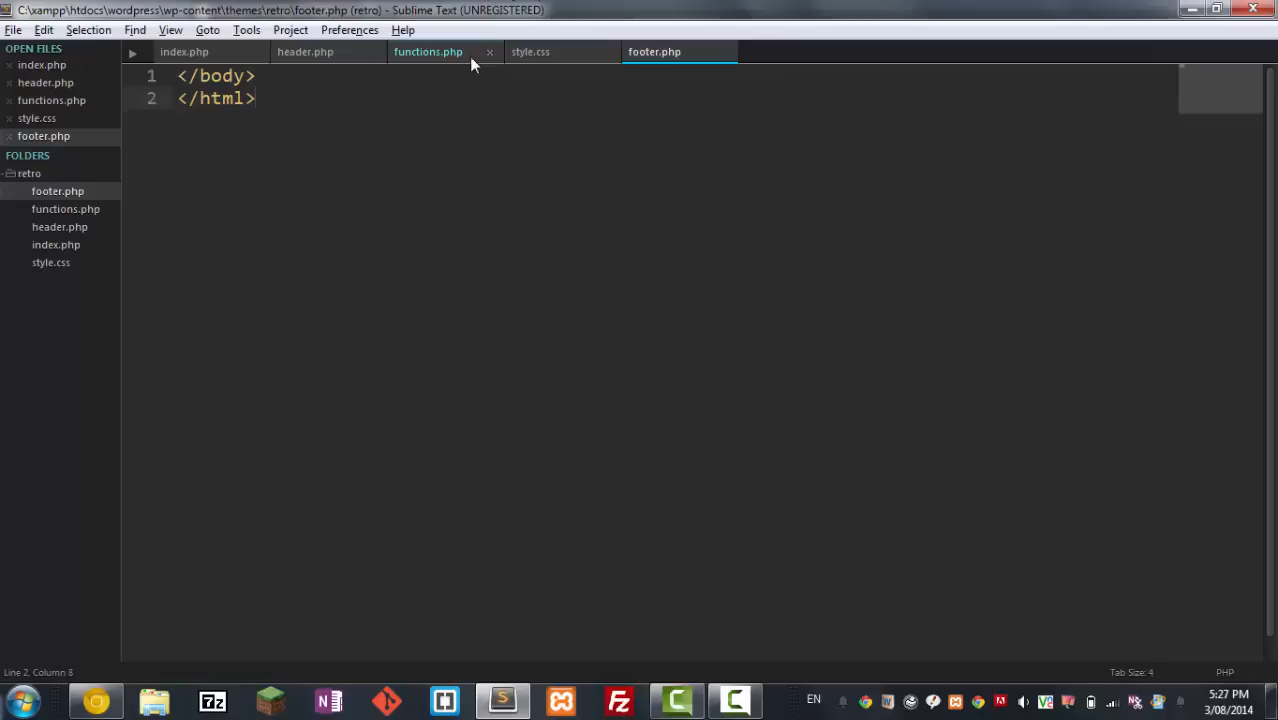 C:\xampp\htdocs\wordpress\wp-content\themes\retro\footer.php (retro) - Sublime Text (UNREGISTERED)
File Edit Selection Find View Goto Tools Project Preferences Help
OPEN FILES
index.php
header.php
functions.php
style.css
footer.php
FOLDERS
retro
footer.php
functions.php
header.php
index.php
style.css
index.php header.php functions.php style.css footer.php
1 </body>
2 </html>
Line 2, Column 8
Tab Size: 4 PHP
EN
5:27 PM
3/08/2014